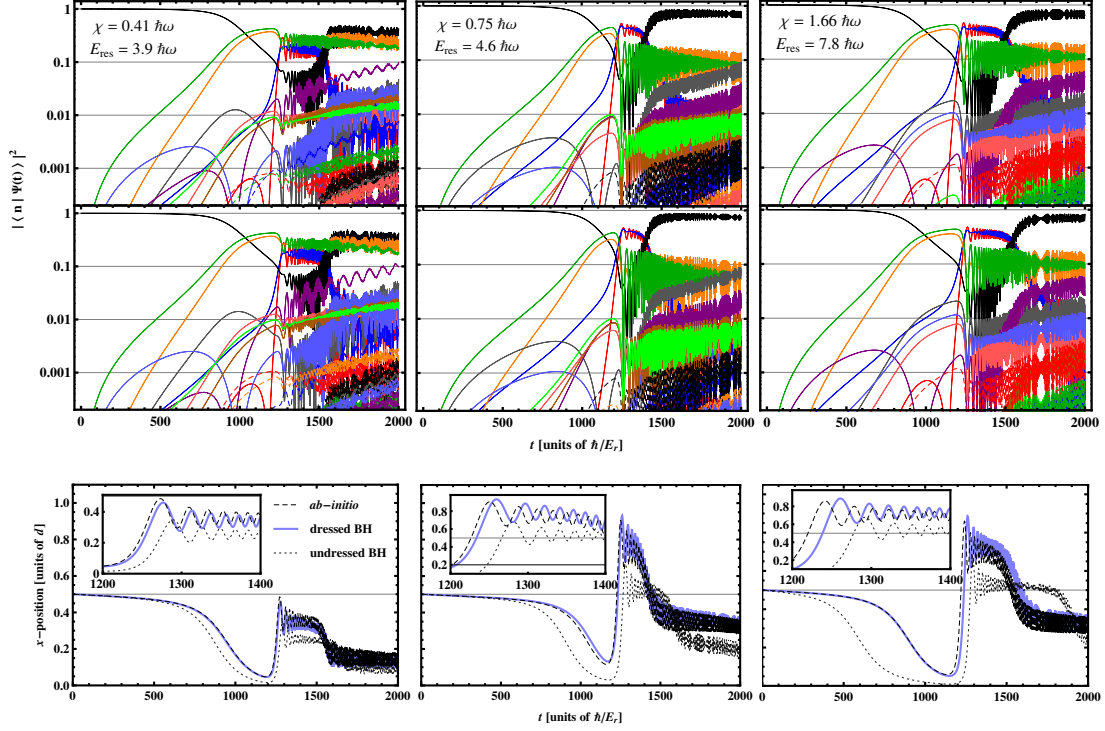 χ = 0.41 ℏω
E_res = 3.9 ℏω
χ = 0.75 ℏω
E_res = 4.6 ℏω
χ = 1.66 ℏω
E_res = 7.8 ℏω
1
0.1
0.01
0.001
| ⟨ n | Ψ(t) ⟩ |²
1
0.1
0.01
0.001
0 500 1000 1500 2000
0 500 1000 1500 2000
0 500 1000 1500 2000
t [units of ℏ/E_r]
x-position [units of d]
1.0
0.8
0.6
0.4
0.2
0.0
0.4
0.2
0
1200 1300 1400
ab-initio
dressed BH
undressed BH
0.8
0.6
0.4
0.2
1200 1300 1400
0.8
0.6
0.4
0.2
1200 1300 1400
0 500 1000 1500 2000
0 500 1000 1500 2000
0 500 1000 1500 2000
t [units of ℏ/E_r]